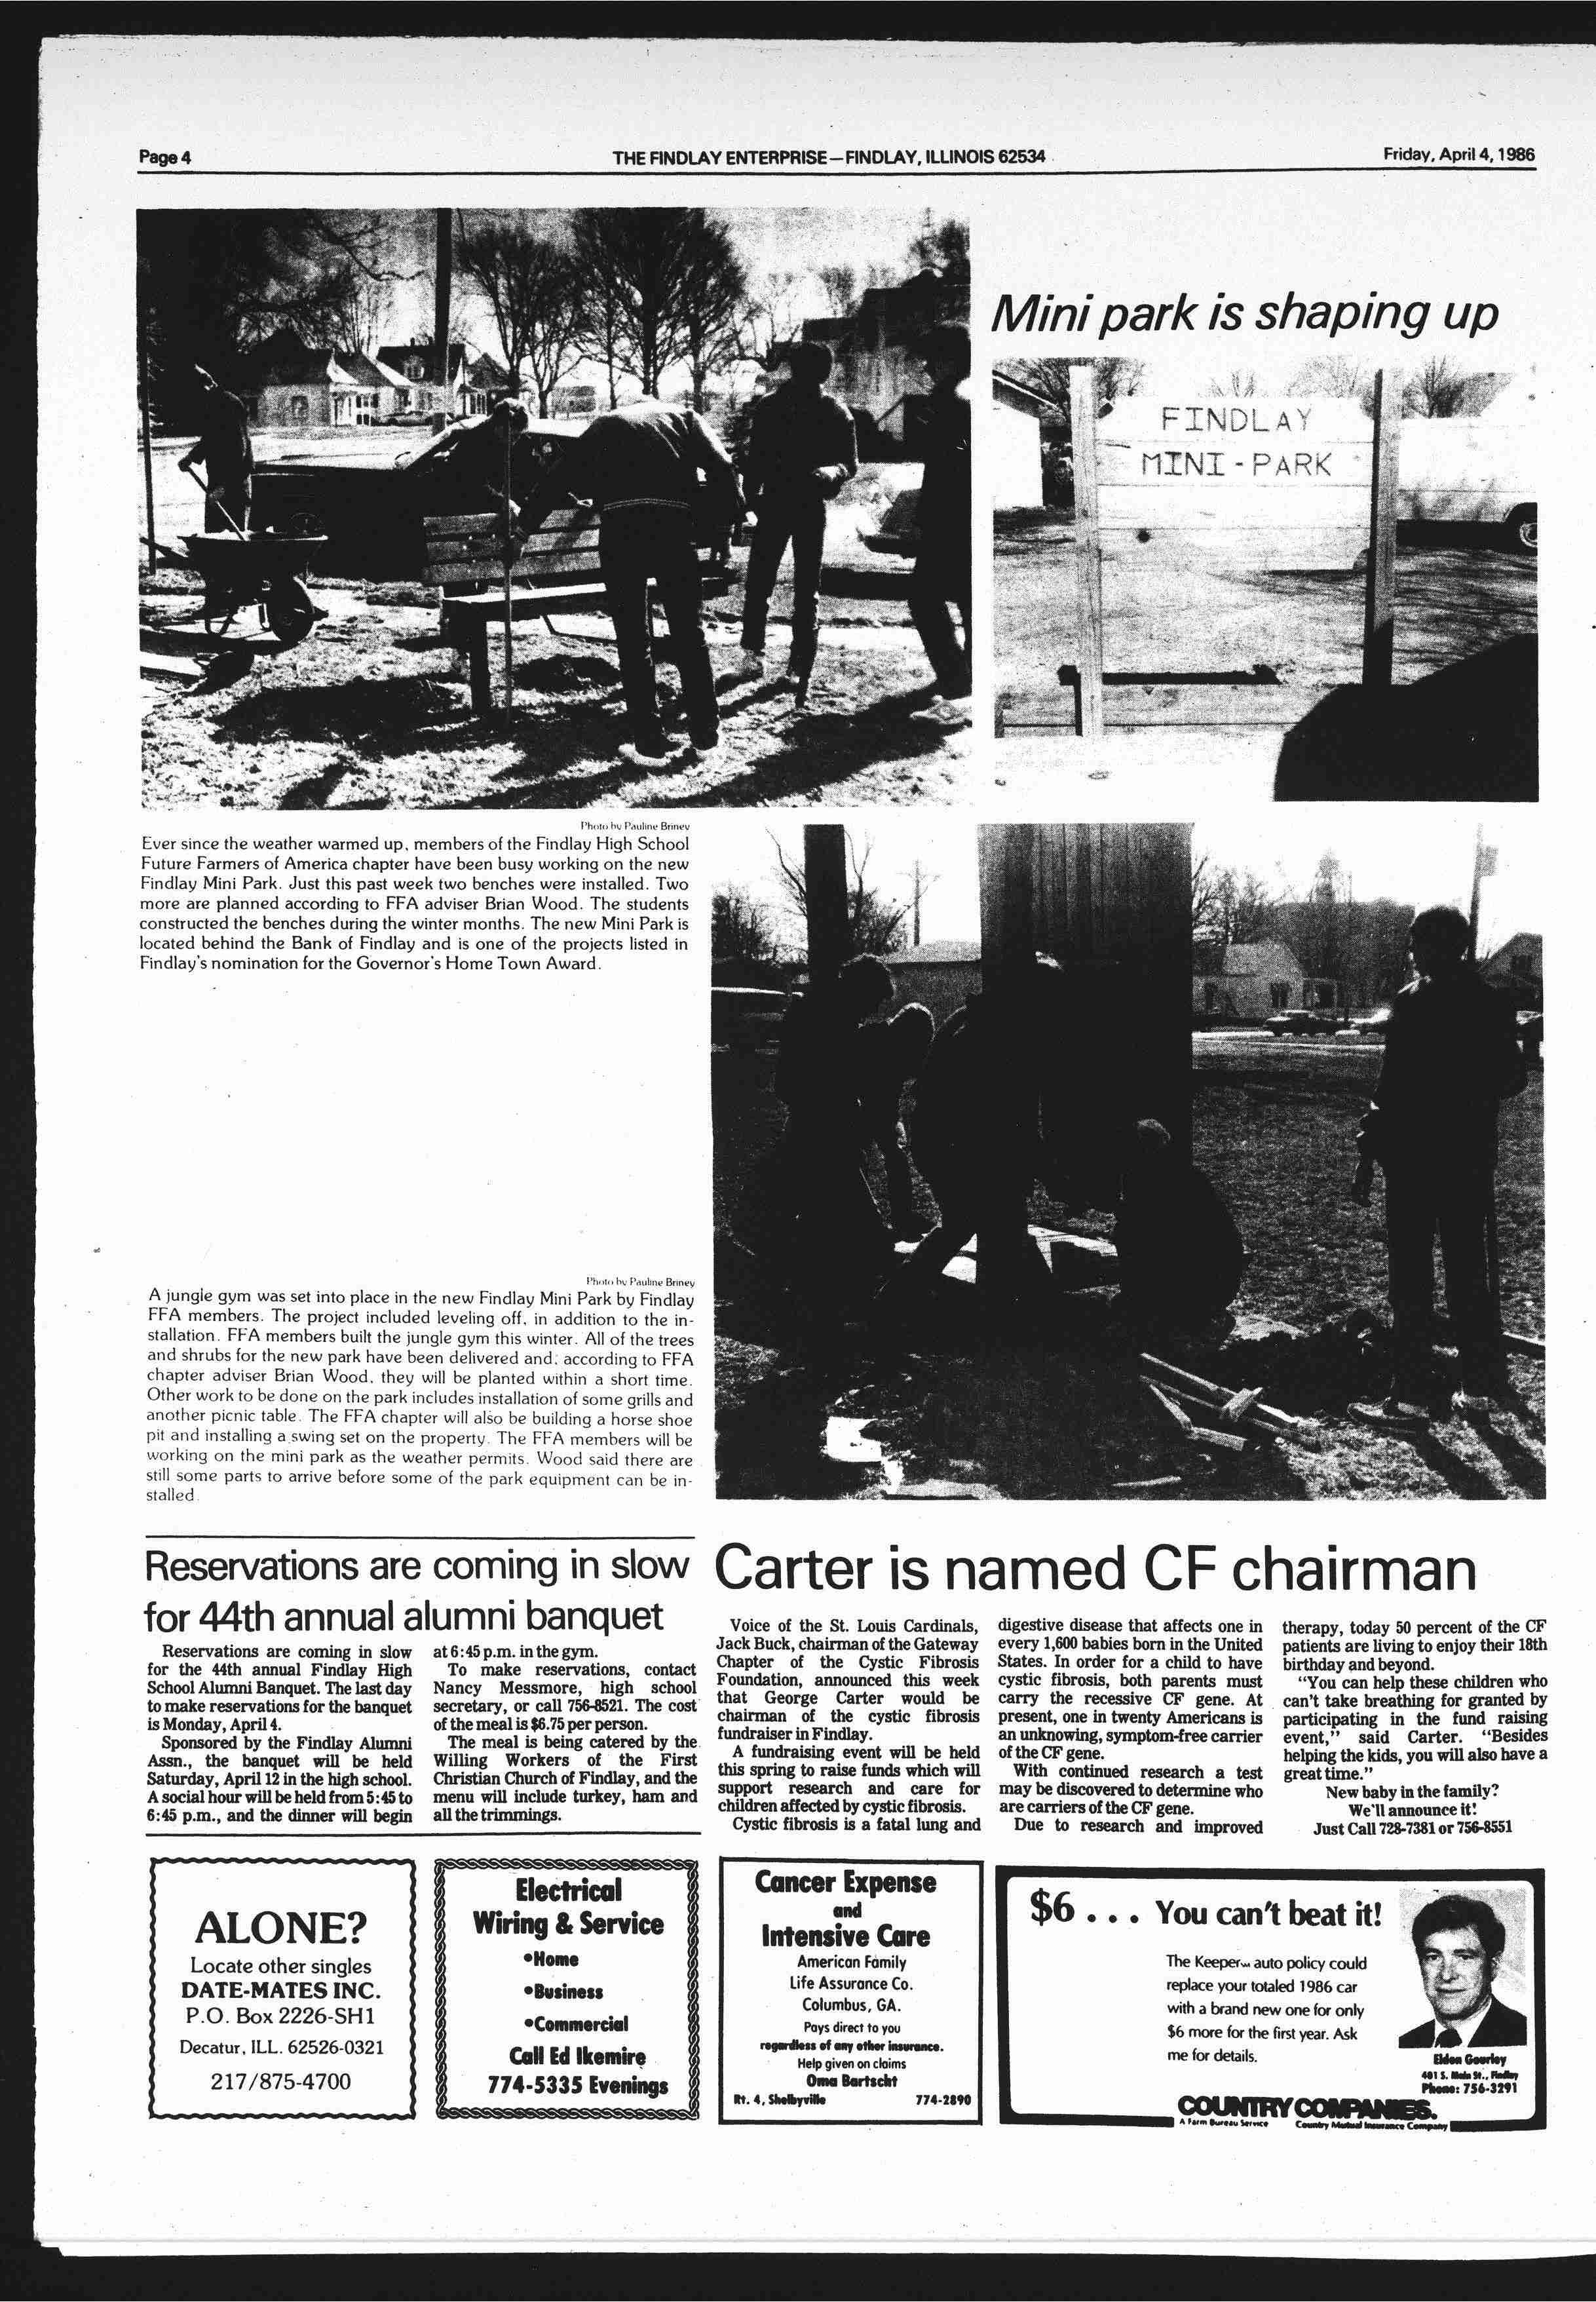 Page 4
THE FINDLAY ENTERPRISE—FINDLAY, ILLINOIS 62534
Friday, April 4, 1986
Mini park is shaping up
FINDLAY
MINI-PARK
Photo by Pauline Briney
Ever since the weather warmed up, members of the Findlay High School
Future Farmers of America chapter have been busy working on the new
Findlay Mini Park. Just this past week two benches were installed. Two
more are planned according to FFA adviser Brian Wood. The students
constructed the benches during the winter months. The new Mini Park is
located behind the Bank of Findlay and is one of the projects listed in
Findlay's nomination for the Governor's Home Town Award.
Photo by Pauline Briney
A jungle gym was set into place in the new Findlay Mini Park by Findlay
FFA members. The project included leveling off, in addition to the in-
stallation. FFA members built the jungle gym this winter. All of the trees
and shrubs for the new park have been delivered and, according to FFA
chapter adviser Brian Wood, they will be planted within a short time.
Other work to be done on the park includes installation of some grills and
another picnic table. The FFA chapter will also be building a horse shoe
pit and installing a swing set on the property. The FFA members will be
working on the mini park as the weather permits. Wood said there are
still some parts to arrive before some of the park equipment can be in-
stalled.
Reservations are coming in slow
for 44th annual alumni banquet
Reservations are coming in slow
for the 44th annual Findlay High
School Alumni Banquet. The last day
to make reservations for the banquet
is Monday, April 4.
Sponsored by the Findlay Alumni
Assn., the banquet will be held
Saturday, April 12 in the high school.
A social hour will be held from 5:45 to
6:45 p.m., and the dinner will begin
at 6:45 p.m. in the gym.
To make reservations, contact
Nancy Messmore, high school
secretary, or call 756-8521. The cost
of the meal is $6.75 per person.
The meal is being catered by the
Willing Workers of the First
Christian Church of Findlay, and the
menu will include turkey, ham and
all the trimmings.
Carter is named CF chairman
Voice of the St. Louis Cardinals,
Jack Buck, chairman of the Gateway
Chapter of the Cystic Fibrosis
Foundation, announced this week
that George Carter would be
chairman of the cystic fibrosis
fundraiser in Findlay.
A fundraising event will be held
this spring to raise funds which will
support research and care for
children affected by cystic fibrosis.
Cystic fibrosis is a fatal lung and
digestive disease that affects one in
every 1,600 babies born in the United
States. In order for a child to have
cystic fibrosis, both parents must
carry the recessive CF gene. At
present, one in twenty Americans is
an unknowing, symptom-free carrier
of the CF gene.
With continued research a test
may be discovered to determine who
are carriers of the CF gene.
Due to research and improved
therapy, today 50 percent of the CF
patients are living to enjoy their 18th
birthday and beyond.
"You can help these children who
can't take breathing for granted by
participating in the fund raising
event," said Carter. "Besides
helping the kids, you will also have a
great time."
New baby in the family?
We'll announce it!
Just Call 728-7381 or 756-8551
ALONE?
Locate other singles
DATE-MATES INC.
P.O. Box 2226-SH1
Decatur, ILL. 62526-0321
217/875-4700
Electrical
Wiring & Service
•Home
•Business
•Commercial
Call Ed Ikemire
774-5335 Evenings
Cancer Expense
and
Intensive Care
American Family
Life Assurance Co.
Columbus, GA.
Pays direct to you
regardless of any other insurance.
Help given on claims
Oma Bartscht
Rt. 4, Shelbyville 774-2890
$6 . . . You can't beat it!
The Keeper℠ auto policy could
replace your totaled 1986 car
with a brand new one for only
$6 more for the first year. Ask
me for details.
Eldon Gourley
401 S. Main St., Findlay
Phone: 756-3291
COUNTRY COMPANIES.
A Farm Bureau Service
Country Mutual Insurance Company